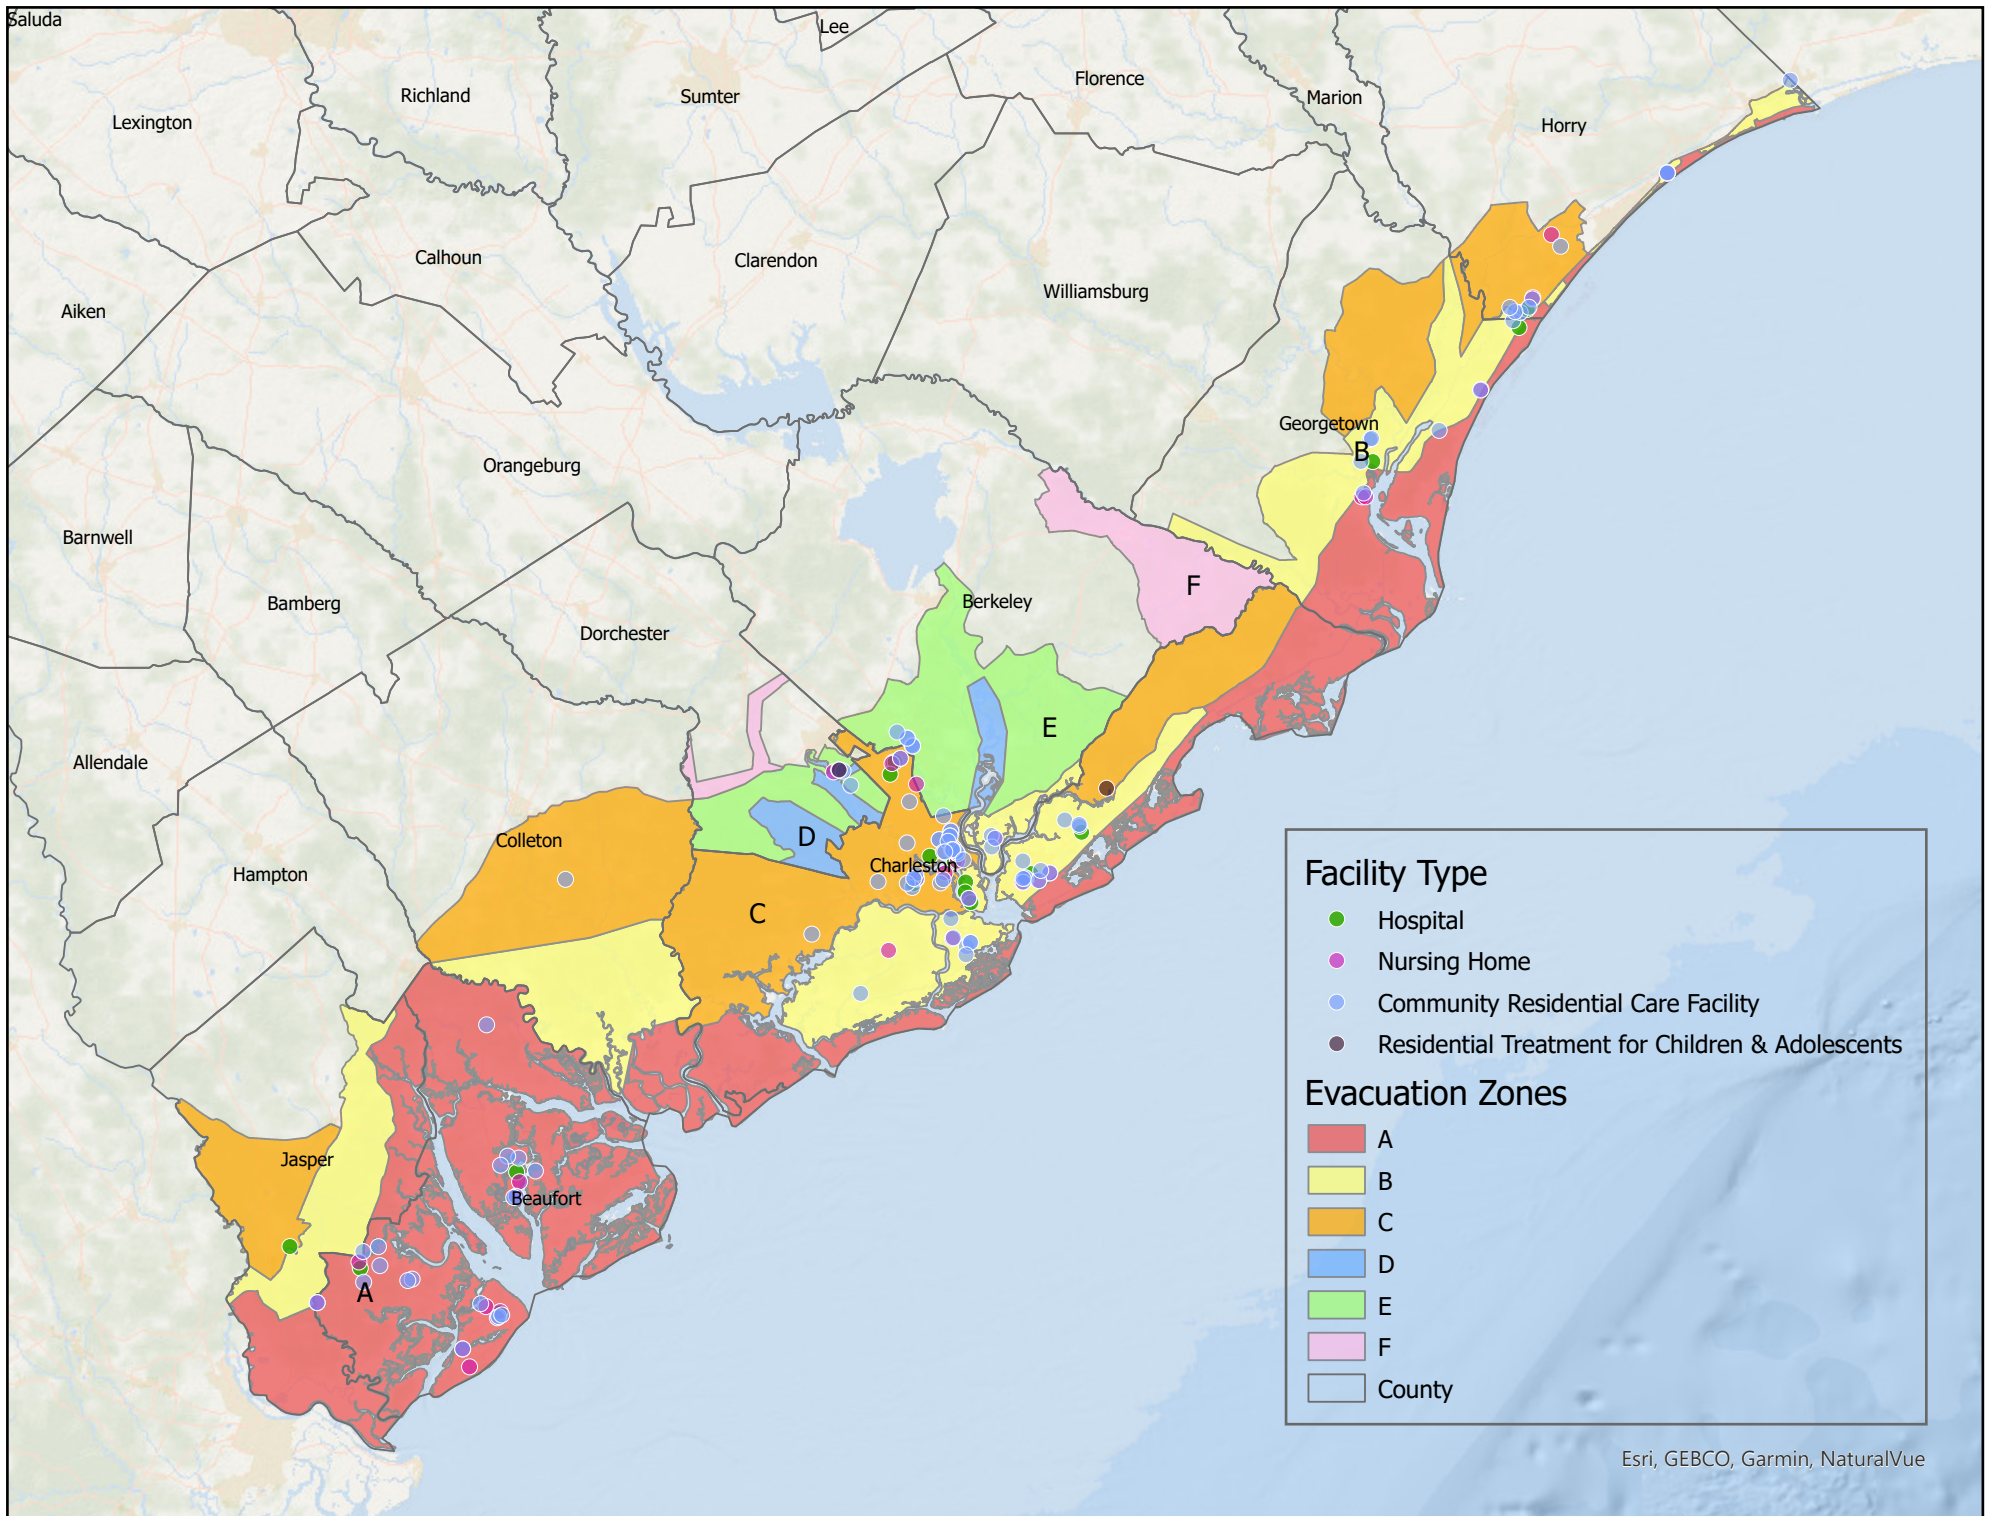 Saluda
Lee
Lexington
Richland
Sumter
Florence
Marion
Horry
Calhoun
Clarendon
Williamsburg
Aiken
Georgetown
B
Orangeburg
Barnwell
Bamberg
Dorchester
Berkeley
F
E
Allendale
Colleton
D
Hampton
Charleston
C
Jasper
Beaufort
A
Facility Type
Hospital
Nursing Home
Community Residential Care Facility
Residential Treatment for Children & Adolescents
Evacuation Zones
A
B
C
D
E
F
County
Esri, GEBCO, Garmin, NaturalVue